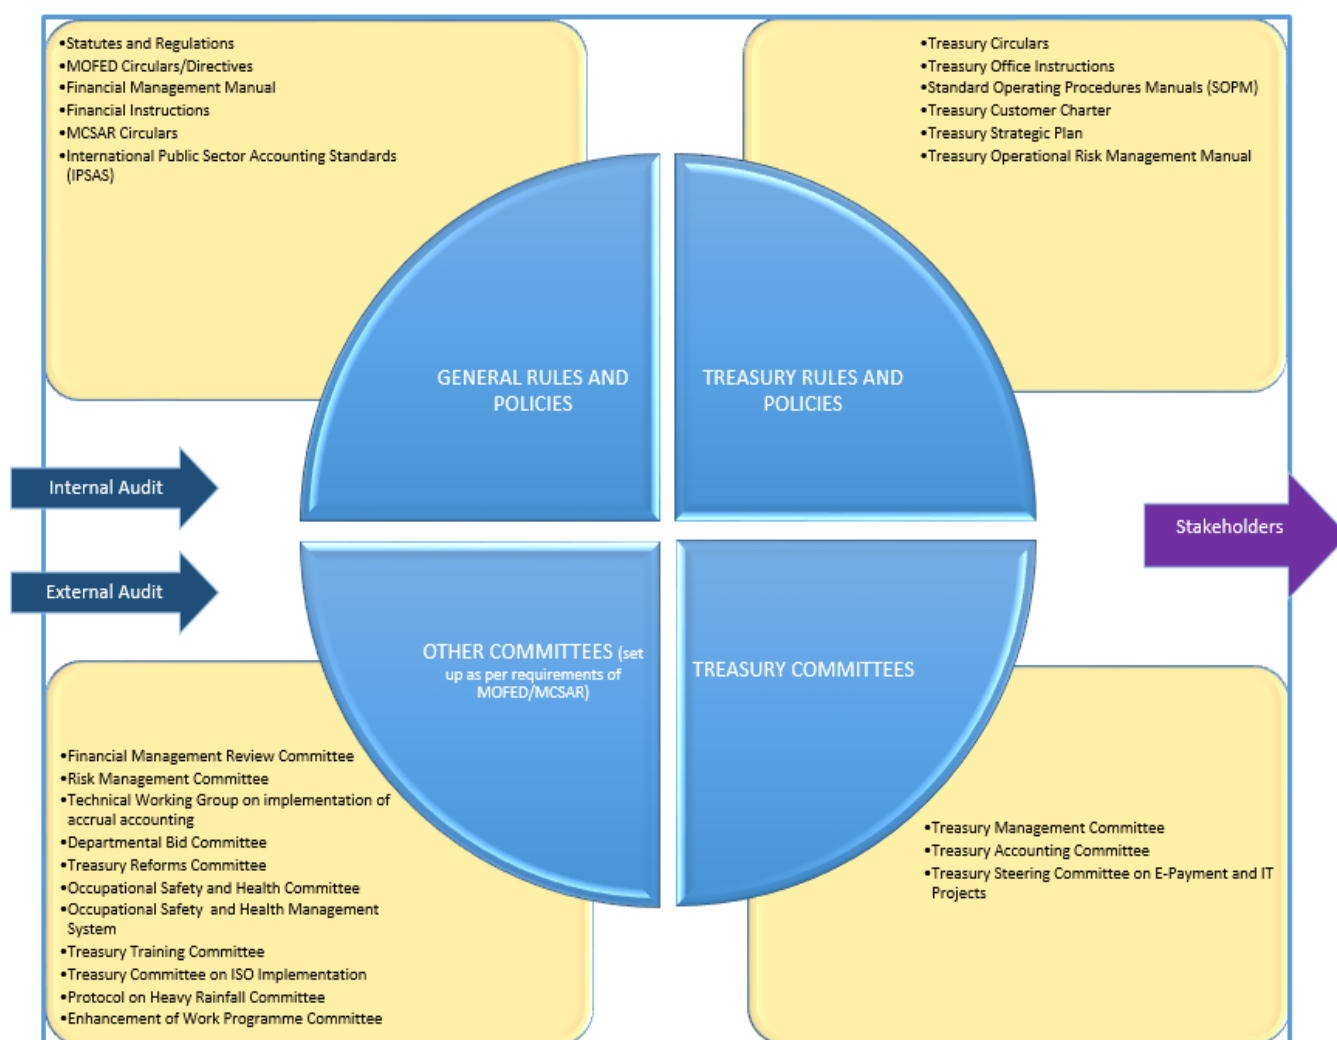 •Statutes and Regulations
•MOFED Circulars/Directives
•Financial Management Manual
•Financial Instructions
•MCSAR Circulars
•International Public Sector Accounting Standards
(IPSAS)
•Treasury Circulars
•Treasury Office Instructions
•Standard Operating Procedures Manuals (SOPM)
•Treasury Customer Charter
•Treasury Strategic Plan
•Treasury Operational Risk Management Manual
GENERAL RULES AND
POLICIES
TREASURY RULES AND
POLICIES
Internal Audit
External Audit
Stakeholders
OTHER COMMITTEES (set
up as per requirements of
MOFED/MCSAR)
TREASURY COMMITTEES
•Financial Management Review Committee
•Risk Management Committee
•Technical Working Group on implementation of
accrual accounting
•Departmental Bid Committee
•Treasury Reforms Committee
•Occupational Safety and Health Committee
•Occupational Safety and Health Management
System
•Treasury Training Committee
•Treasury Committee on ISO Implementation
•Protocol on Heavy Rainfall Committee
•Enhancement of Work Programme Committee
•Treasury Management Committee
•Treasury Accounting Committee
•Treasury Steering Committee on E-Payment and IT
Projects